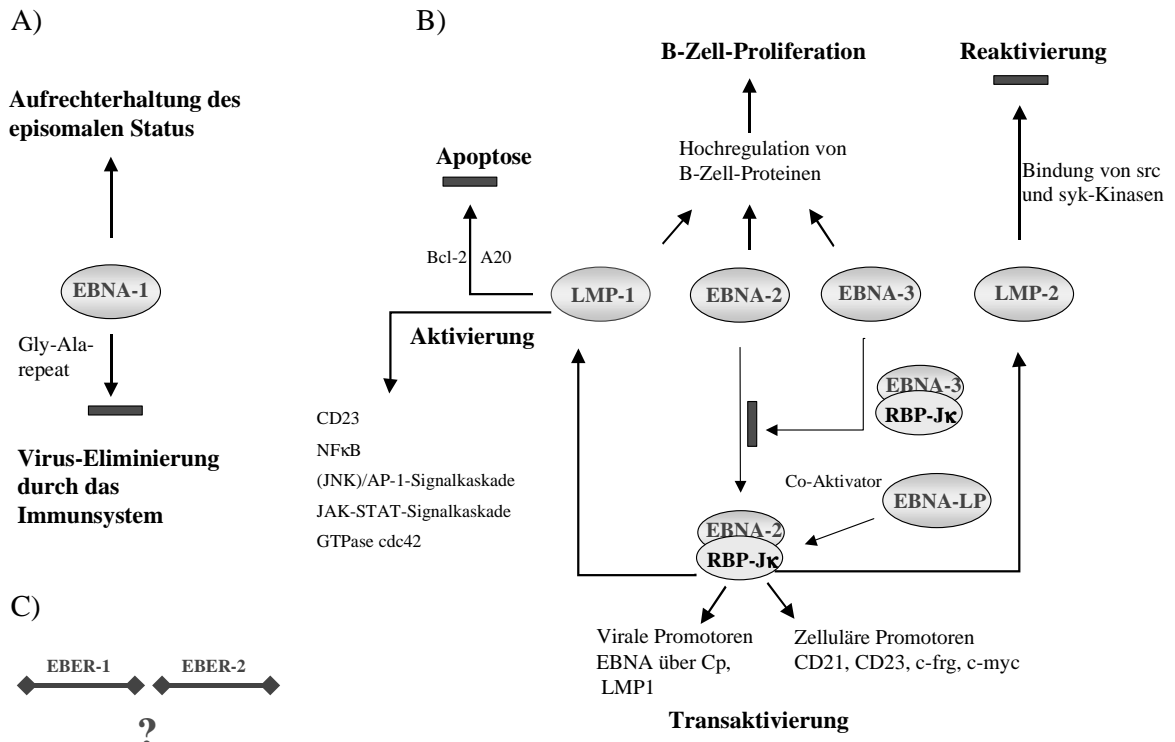 A)
Aufrechterhaltung des
episomalen Status
EBNA-1
Gly-Ala-
repeat
Virus-Eliminierung
durch das
Immunsystem
B)
B-Zell-Proliferation
Reaktivierung
Hochregulation von
B-Zell-Proteinen
Apoptose
Bindung von src
und syk-Kinasen
Bcl-2 A20
LMP-1
EBNA-2
EBNA-3
LMP-2
Aktivierung
CD23
NFκB
(JNK)/AP-1-Signalkaskade
JAK-STAT-Signalkaskade
GTPase cdc42
EBNA-3
RBP-Jκ
Co-Aktivator
EBNA-LP
EBNA-2
RBP-Jκ
Virale Promotoren
EBNA über Cp,
LMP1
Zelluläre Promotoren
CD21, CD23, c-frg, c-myc
Transaktivierung
C)
EBER-1 EBER-2
?